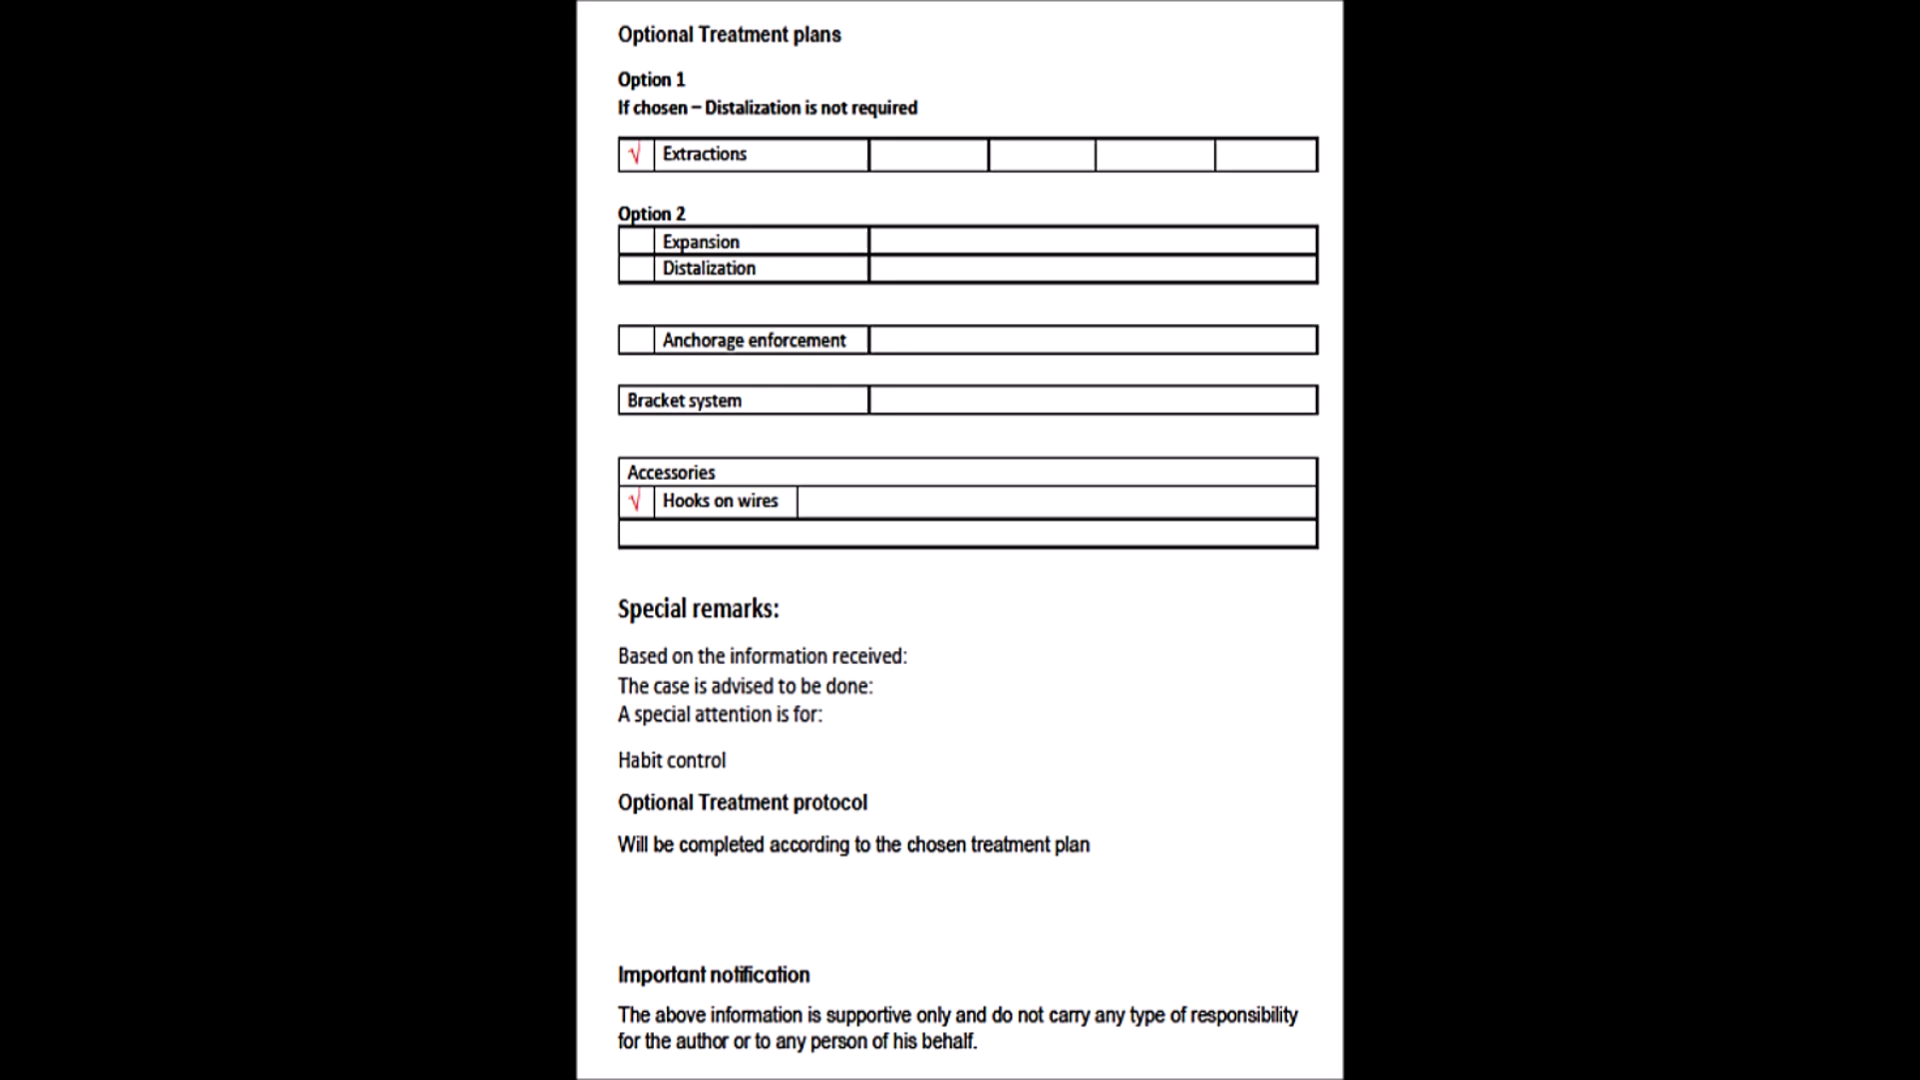 Optional Treatment plans
Option 1
If chosen – Distalization is not required
√ Extractions
Option 2
Expansion
Distalization
Anchorage enforcement
Bracket system
Accessories
√ Hooks on wires
Special remarks:
Based on the information received:
The case is advised to be done:
A special attention is for:
Habit control
Optional Treatment protocol
Will be completed according to the chosen treatment plan
Important notification
The above information is supportive only and do not carry any type of responsibility
for the author or to any person of his behalf.